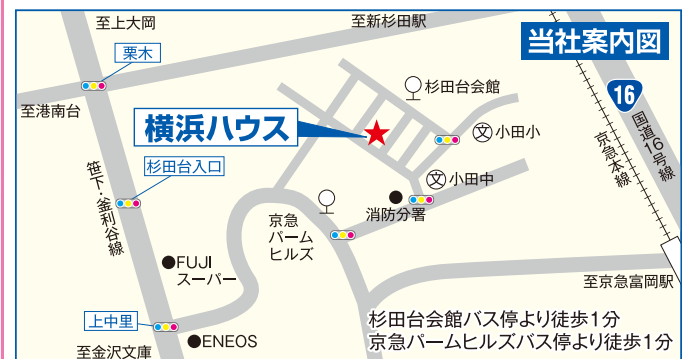 至上大岡
至新杉田駅
当社案内図
栗木
杉田台会館
16
至港南台
横浜ハウス
文 小田小
国道16号線
京急本線
笹下・釜利谷線
杉田台入口
文 小田中
消防分署
京急
パーム
ヒルズ
FUJI
スーパー
至京急富岡駅
上中里
杉田台会館バス停より徒歩1分
京急パームヒルズバス停より徒歩1分
ENEOS
至金沢文庫